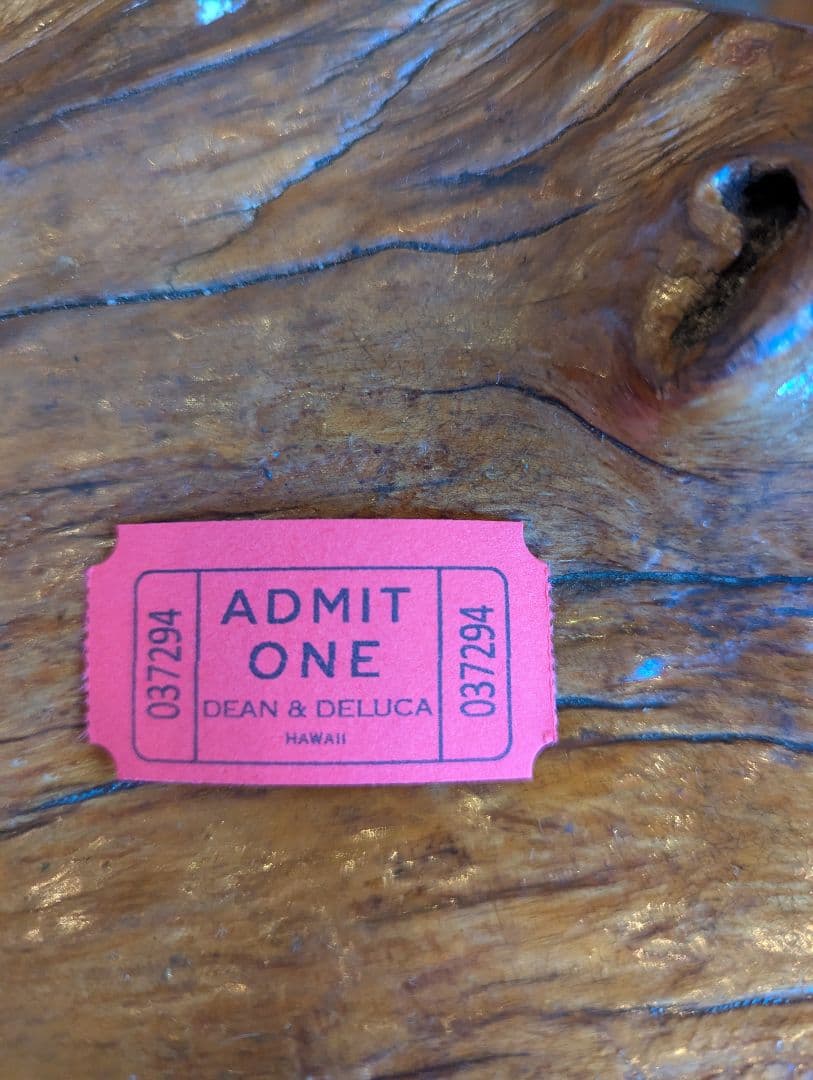 037294
ADMIT
ONE
DEAN & DELUCA
HAWAII
037294